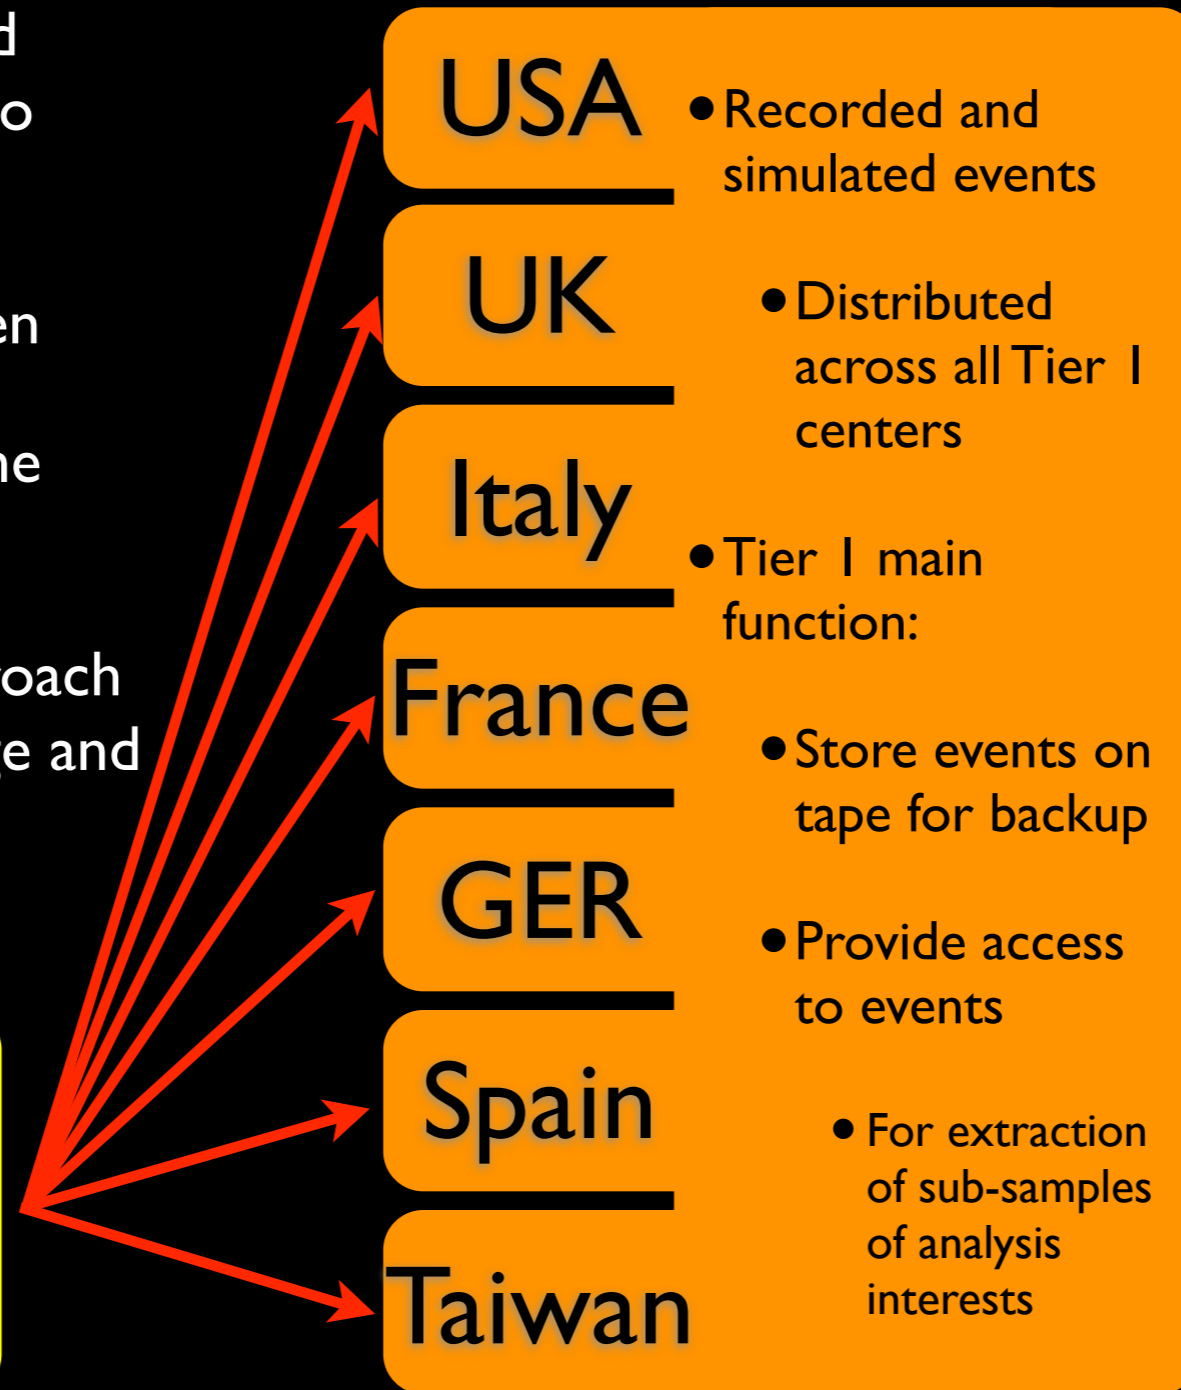 USA
UK
Italy
France
GER
Spain
Taiwan
• Recorded and
simulated events
• Distributed
across all Tier 1
centers
• Tier 1 main
function:
• Store events on
tape for backup
• Provide access
to events
• For extraction
of sub-samples
of analysis
interests
and